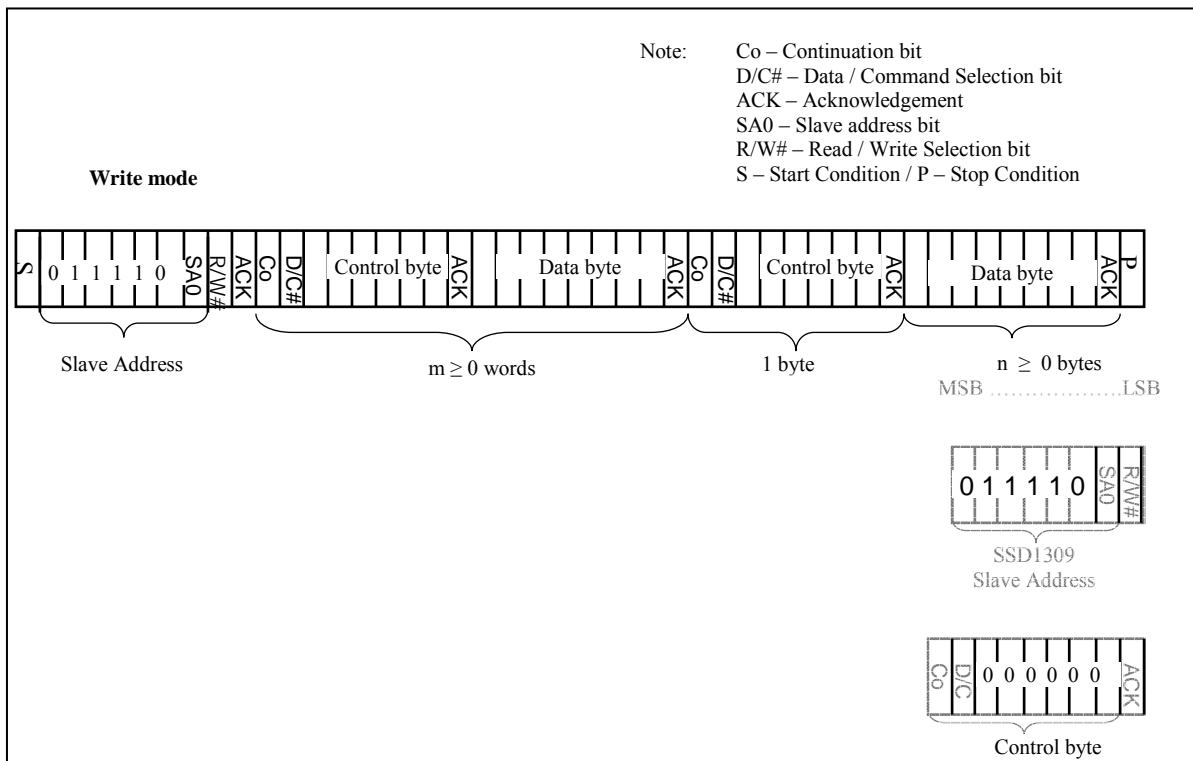 Note: Co – Continuation bit
D/C# – Data / Command Selection bit
ACK – Acknowledgement
SA0 – Slave address bit
R/W# – Read / Write Selection bit
S – Start Condition / P – Stop Condition
Write mode
S 0 1 1 1 1 0 SA0 R/W# ACK Co D/C# Control byte ACK Data byte ACK Co D/C# Control byte ACK Data byte ACK P
Slave Address m ≥ 0 words 1 byte n ≥ 0 bytes
MSB ......................LSB
0 1 1 1 1 0 SA0 R/W#
SSD1309
Slave Address
Co D/C 0 0 0 0 0 0 ACK
Control byte